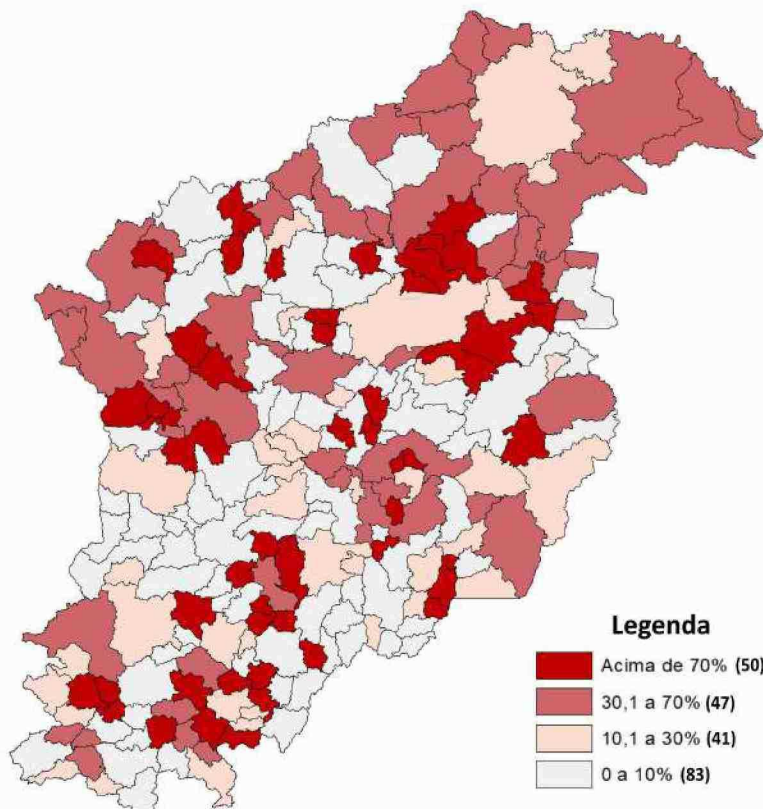 Legenda
Acima de 70% (50)
30,1 a 70% (47)
10,1 a 30% (41)
0 a 10% (83)